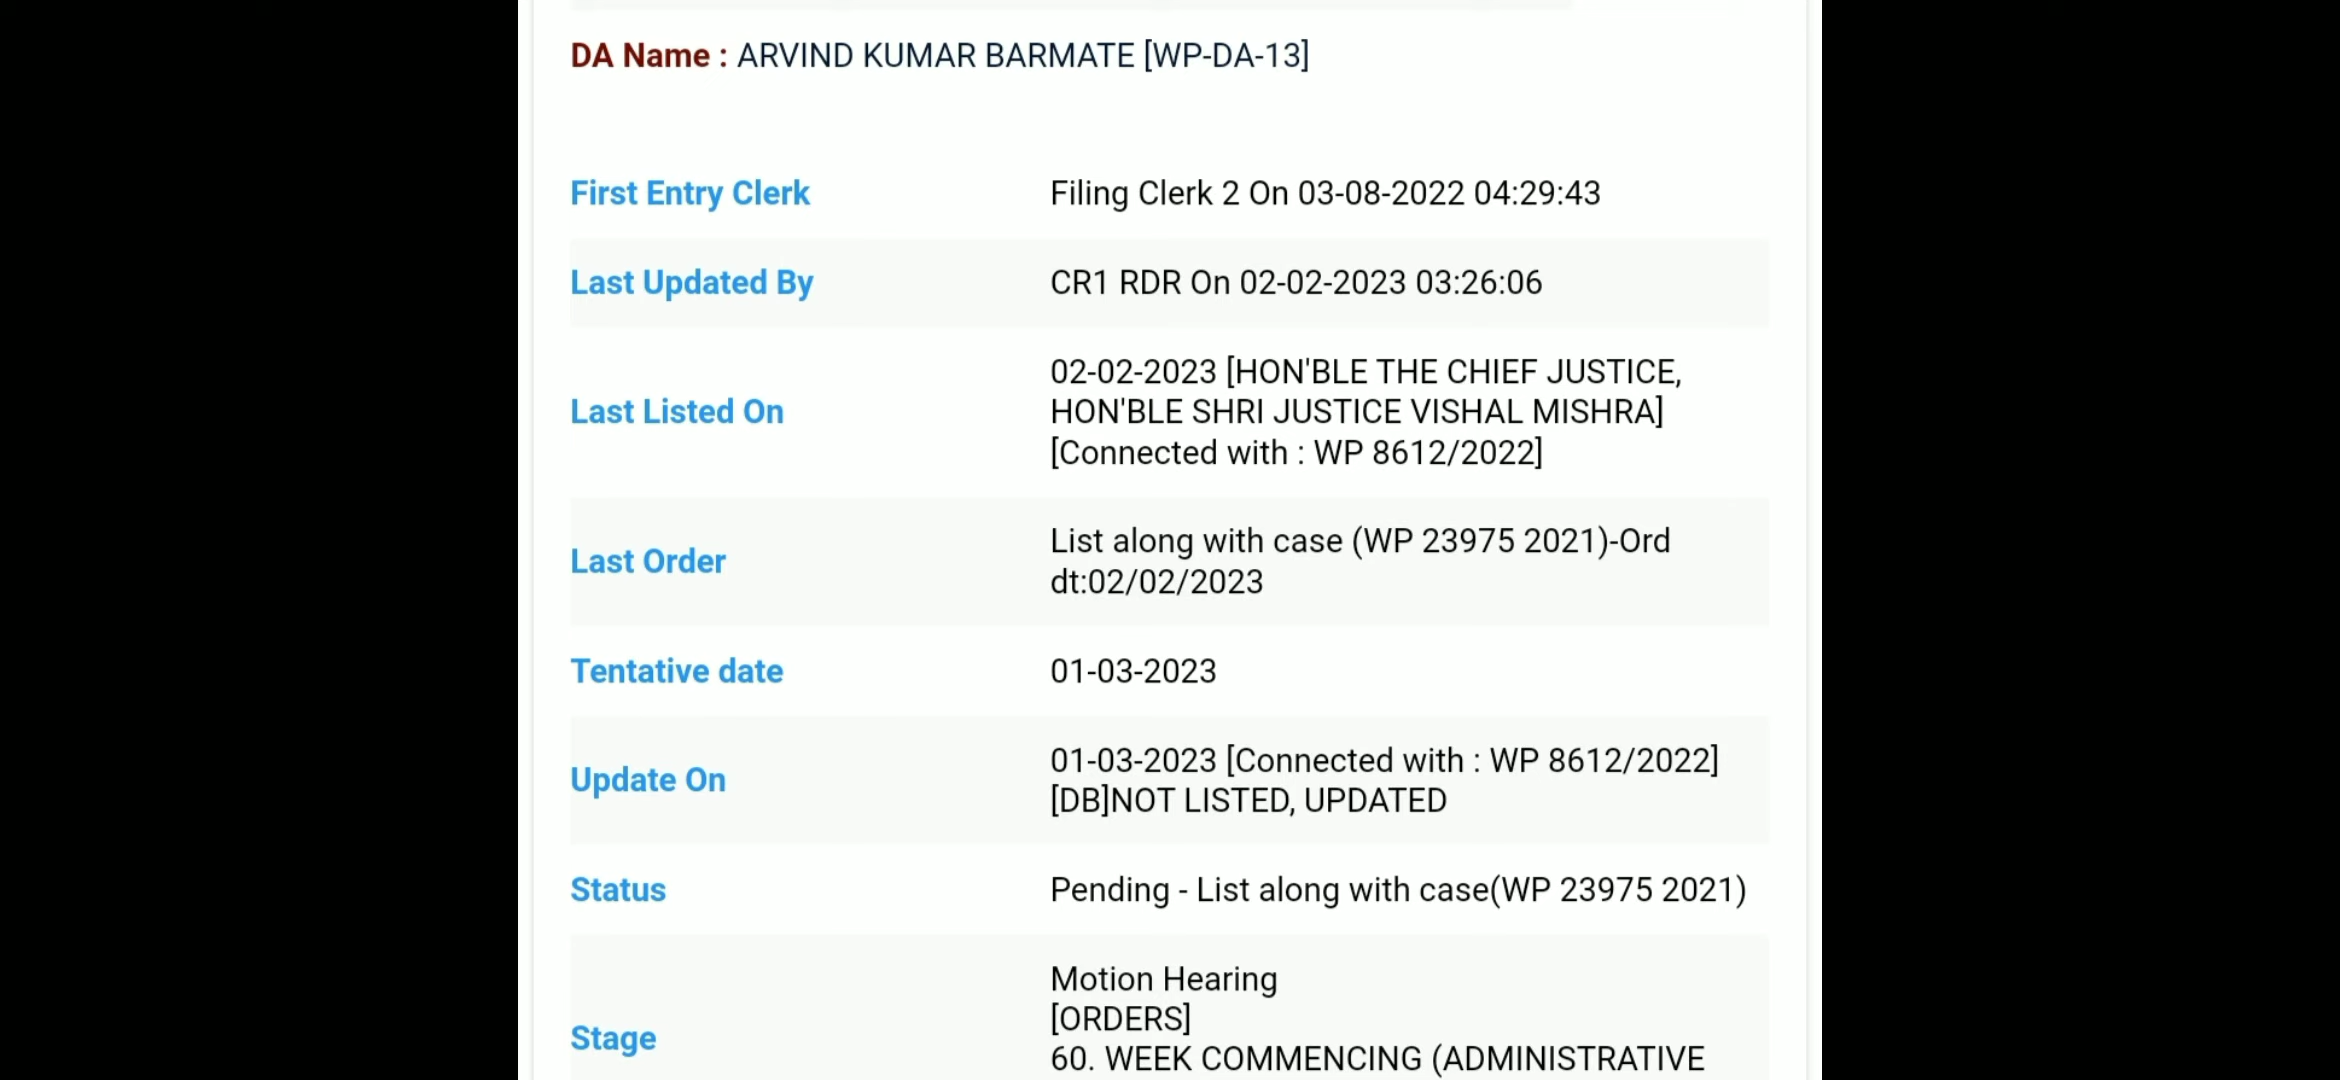 DA Name : ARVIND KUMAR BARMATE [WP-DA-13]
First Entry Clerk Filing Clerk 2 On 03-08-2022 04:29:43
Last Updated By CR1 RDR On 02-02-2023 03:26:06
Last Listed On 02-02-2023 [HON'BLE THE CHIEF JUSTICE,
HON'BLE SHRI JUSTICE VISHAL MISHRA]
[Connected with : WP 8612/2022]
Last Order List along with case (WP 23975 2021)-Ord
dt:02/02/2023
Tentative date 01-03-2023
Update On 01-03-2023 [Connected with : WP 8612/2022]
[DB]NOT LISTED, UPDATED
Status Pending - List along with case(WP 23975 2021)
Stage Motion Hearing
[ORDERS]
60. WEEK COMMENCING (ADMINISTRATIVE